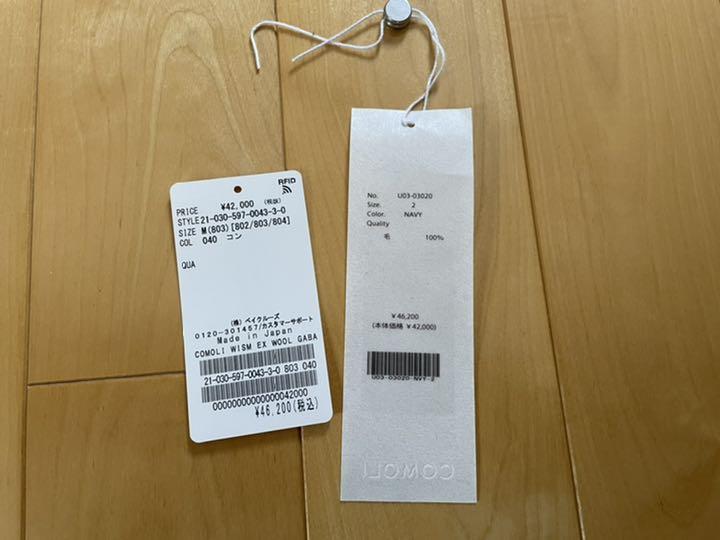 RFID
PRICE ¥42,000 (税抜)
STYLE 21-030-597-0043-3-0
SIZE M(803)[802/803/804]
COL 040 コン
QUA
(株) ベイクルーズ
0120-301457/カスタマーサポート
Made in Japan
COMOLI WISM EX WOOL GABA
21-030-597-0043-3-0 803 040
0000000000000000042000
¥46,200(税込)
No. U03-03020
Size. 2
Color. NAVY
Quality
毛 100%
¥46,200
(本体価格 ¥42,000)
U03-03020-NVY-2
COMOLI